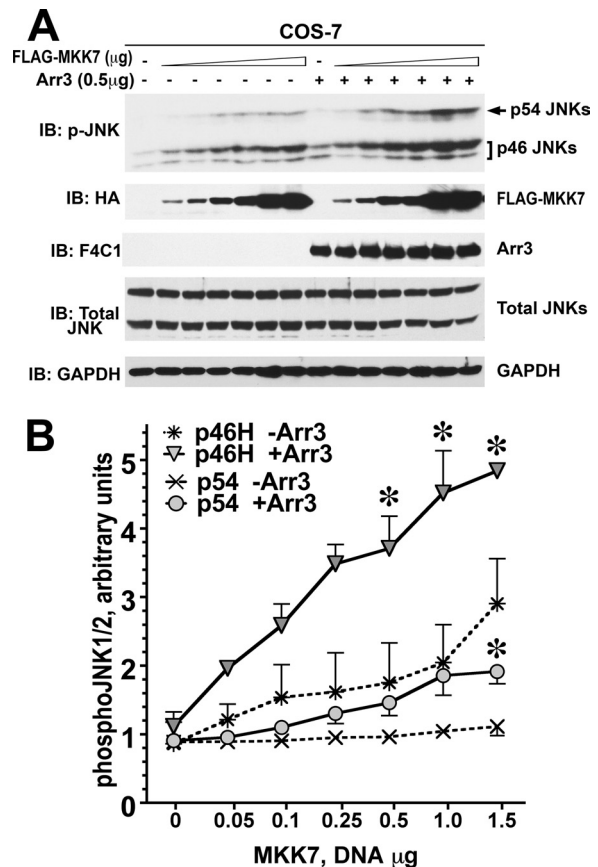 A
COS-7
FLAG-MKK7 (µg) - -
Arr3 (0.5µg) - - - - - - - + + + + + + +
IB: p-JNK
p54 JNKs
p46 JNKs
IB: HA
FLAG-MKK7
IB: F4C1
Arr3
IB: Total
JNK
Total JNKs
IB: GAPDH
GAPDH
B
p46H -Arr3
p46H +Arr3
p54 -Arr3
p54 +Arr3
* * * *
phosphoJNK1/2, arbitrary units
5
4
3
2
1
0
0 0.05 0.1 0.25 0.5 1.0 1.5
MKK7, DNA µg